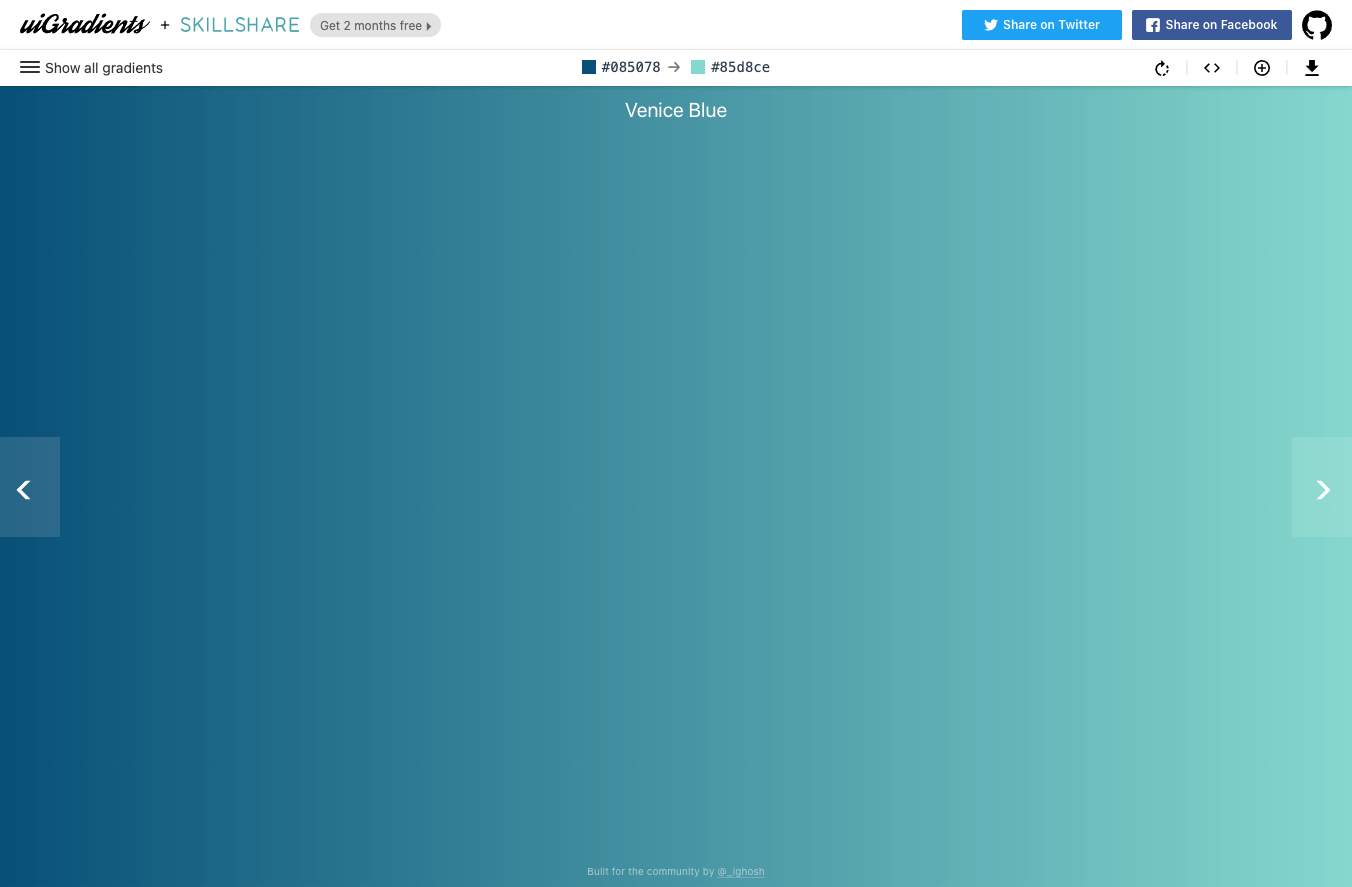 uiGradients + SKILLSHARE Get 2 months free
Share on Twitter
Share on Facebook
Show all gradients
#085078 → #85d8ce
Venice Blue
Built for the community by @_ighosh